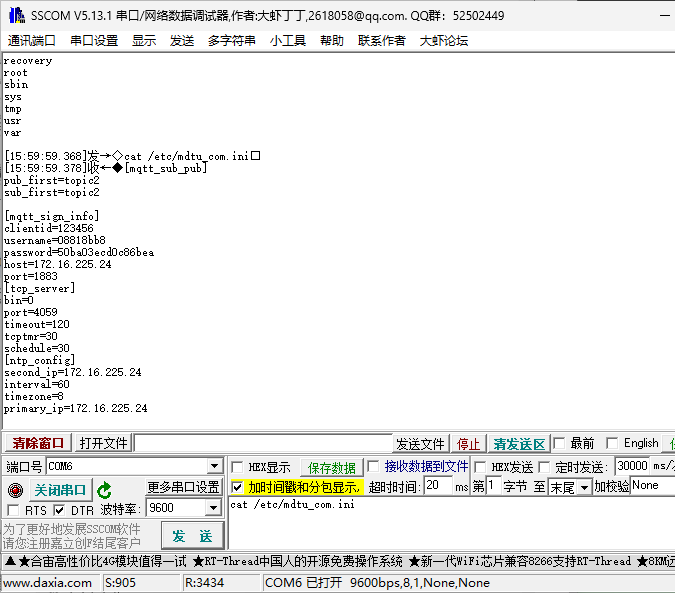 SSCOM V5.13.1 串口/网络数据调试器,作者:大虾丁丁,2618058@qq.com. QQ群：52502449
通讯端口 串口设置 显示 发送 多字符串 小工具 帮助 联系作者 大虾论坛
recovery
root
sbin
sys
tmp
usr
var
[15:59:59.368]发→◇cat /etc/mdtu_com.ini□
[15:59:59.378]收←◆[mqtt_sub_pub]
pub_first=topic2
sub_first=topic2
[mqtt_sign_info]
clientid=123456
username=08818bb8
password=50ba03ecd0c86bea
host=172.16.225.24
port=1883
[tcp_server]
bin=0
port=4059
timeout=120
tcptmr=30
schedule=30
[ntp_config]
second_ip=172.16.225.24
interval=60
timezone=8
primary_ip=172.16.225.24
清除窗口 打开文件 发送文件 停止 清发送区 最前 English
端口号 COM6 HEX显示 保存数据 接收数据到文件 HEX发送 定时发送: 30000 ms/
关闭串口 更多串口设置 加时间戳和分包显示, 超时时间: 20 ms 第 1 字节 至 末尾 加校验 None
RTS DTR 波特率: 9600 cat /etc/mdtu_com.ini
为了更好地发展SSCOM软件
请您注册嘉立创F结尾客户
发 送
▲★合宙高性价比4G模块值得一试 ★RT-Thread中国人的开源免费操作系统 ★新一代WiFi芯片兼容8266支持RT-Thread ★8KM远
www.daxia.com S:905 R:3434 COM6 已打开 9600bps,8,1,None,None